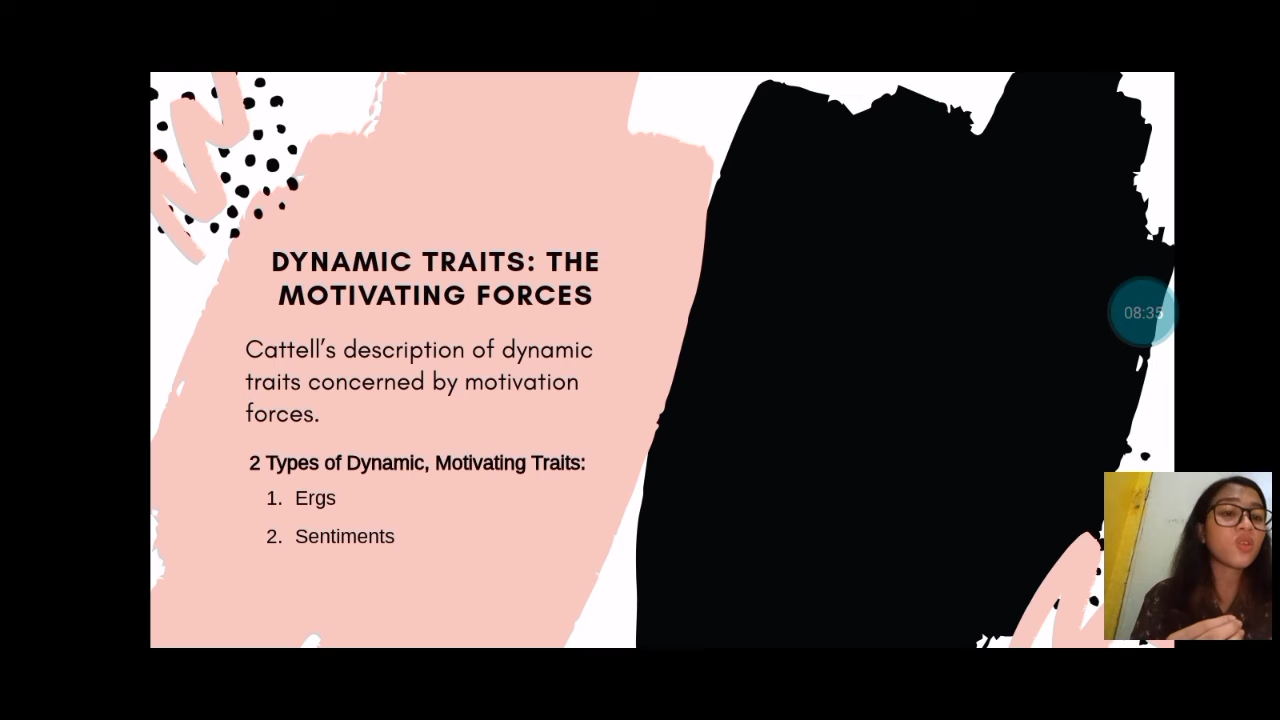 DYNAMIC TRAITS: THE
MOTIVATING FORCES
Cattell’s description of dynamic
traits concerned by motivation
forces.
2 Types of Dynamic, Motivating Traits:
1. Ergs
2. Sentiments
08:35